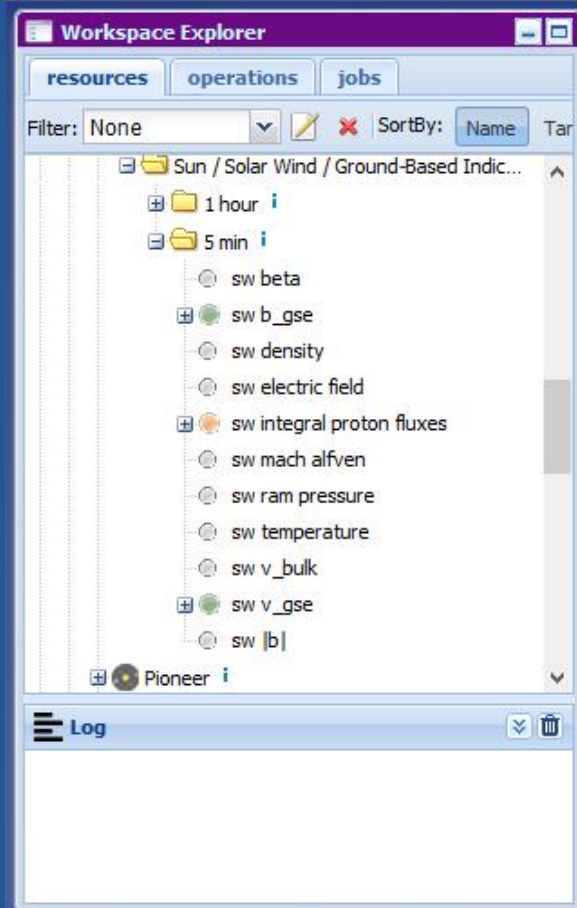 Workspace Explorer
resources operations jobs
Filter: None SortBy: Name Tar
Sun / Solar Wind / Ground-Based Indic...
1 hour i
5 min i
sw beta
sw b_gse
sw density
sw electric field
sw integral proton fluxes
sw mach alfven
sw ram pressure
sw temperature
sw v_bulk
sw v_gse
sw |b|
Pioneer i
Log